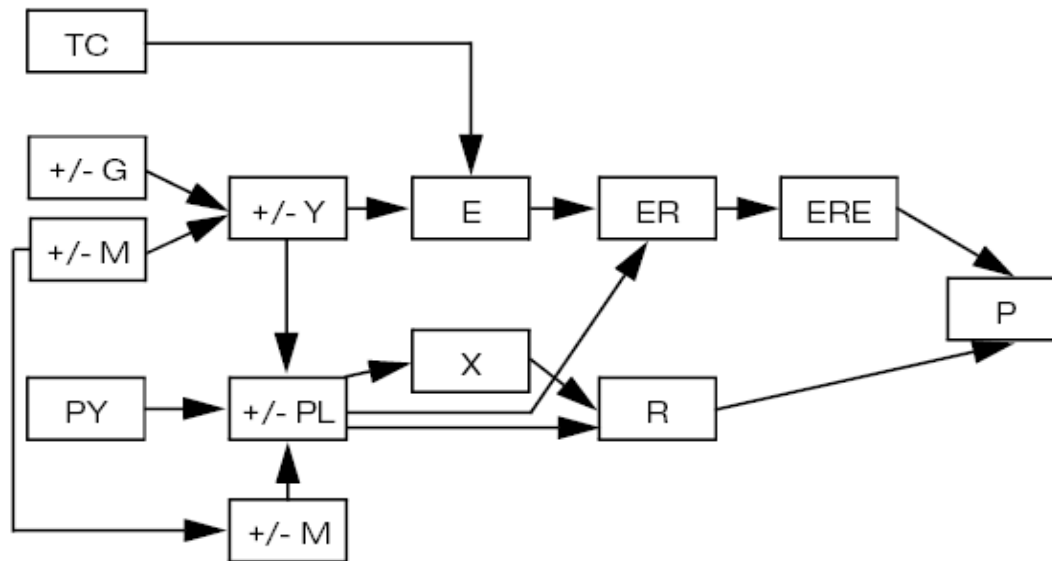 TC
+/- G
+/- Y
E
ER
ERE
+/- M
P
X
PY
+/- PL
R
+/- M